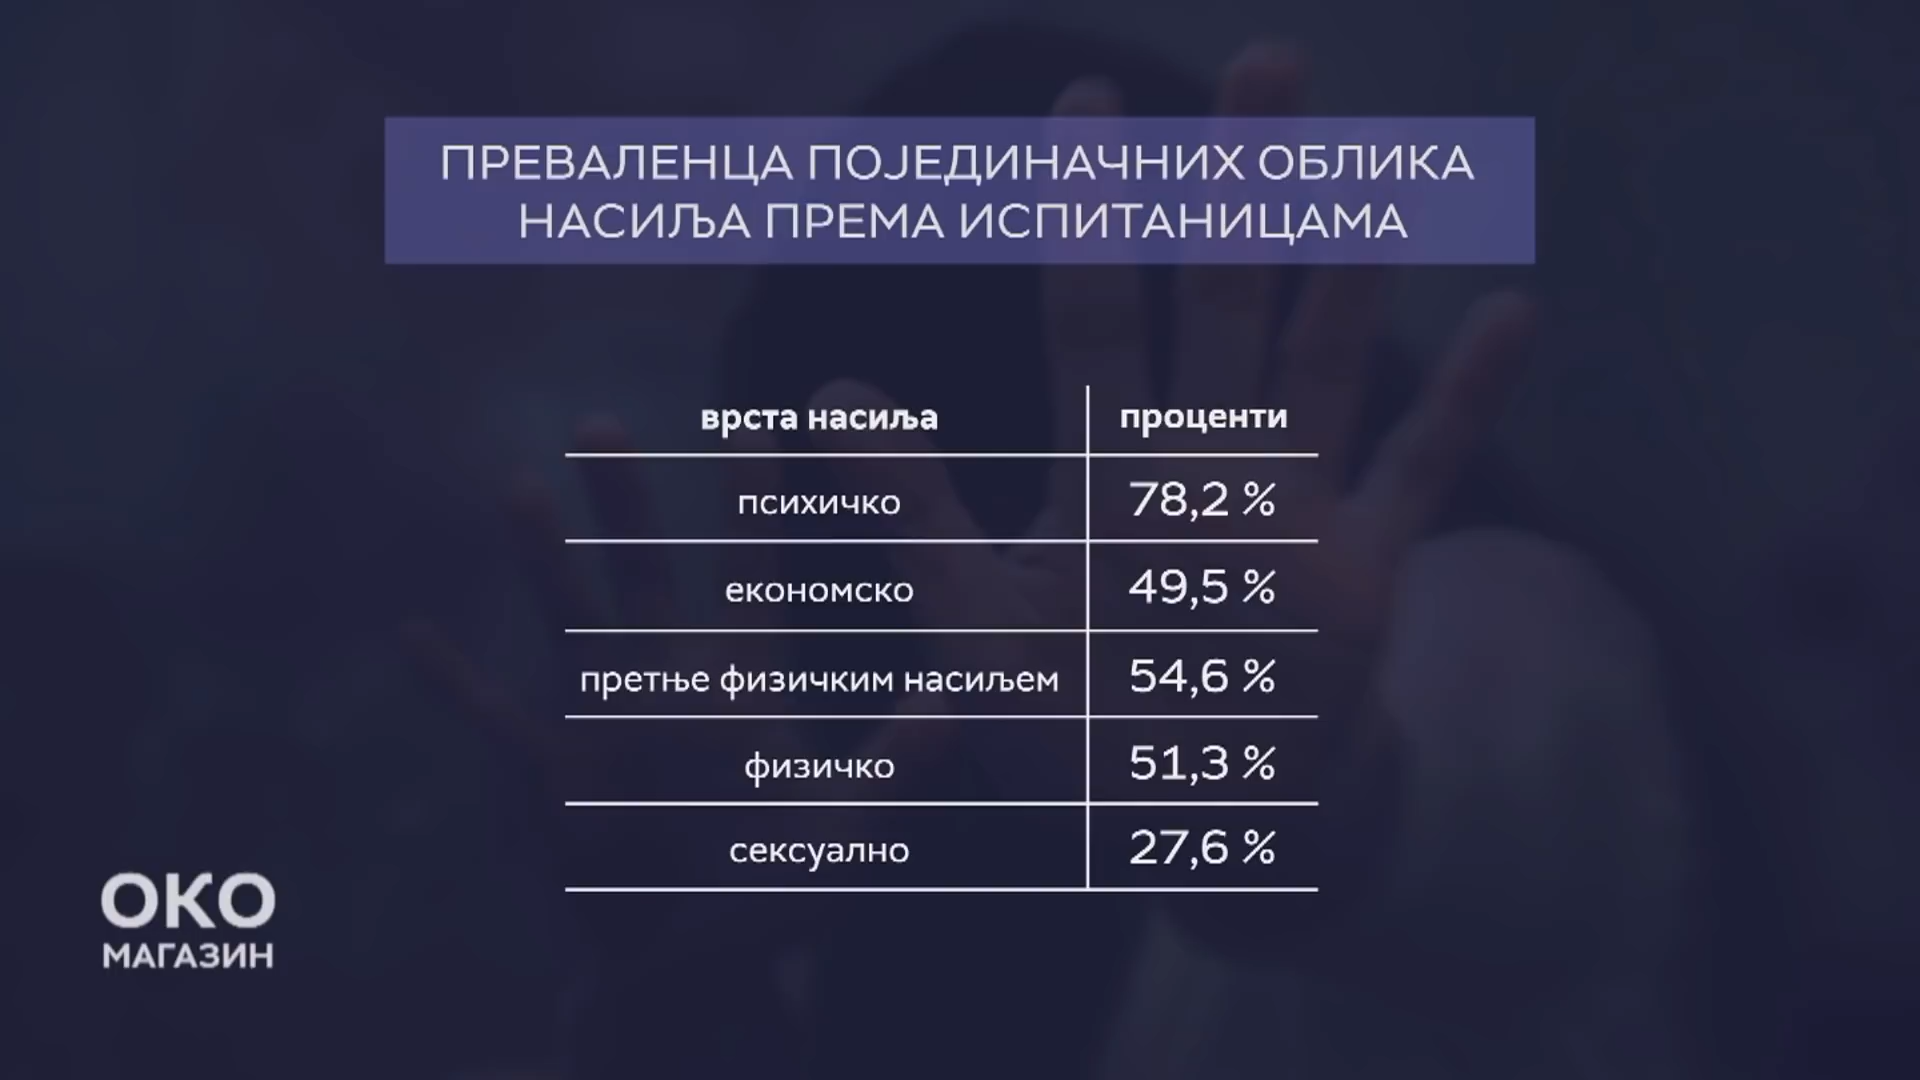 ПРЕВАЛЕНЦА ПОЈЕДИНАЧНИХ ОБЛИКА
НАСИЉА ПРЕМА ИСПИТАНИЦАМА
врста насиља проценти
психичко 78,2 %
економско 49,5 %
претње физичким насиљем 54,6 %
физичко 51,3 %
сексуално 27,6 %
ОКО
МАГАЗИН